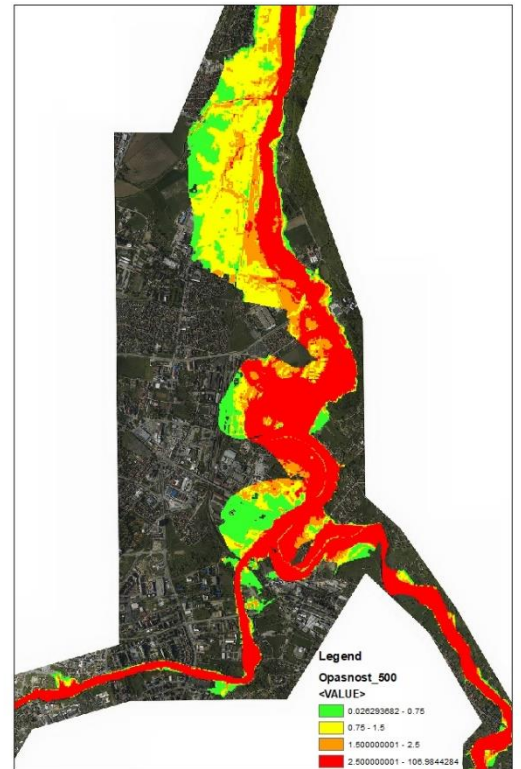 Legend
Opasnost_500
<VALUE>
0.026293682 - 0.75
0.75 - 1.5
1.500000001 - 2.5
2.500000001 - 106.9844284